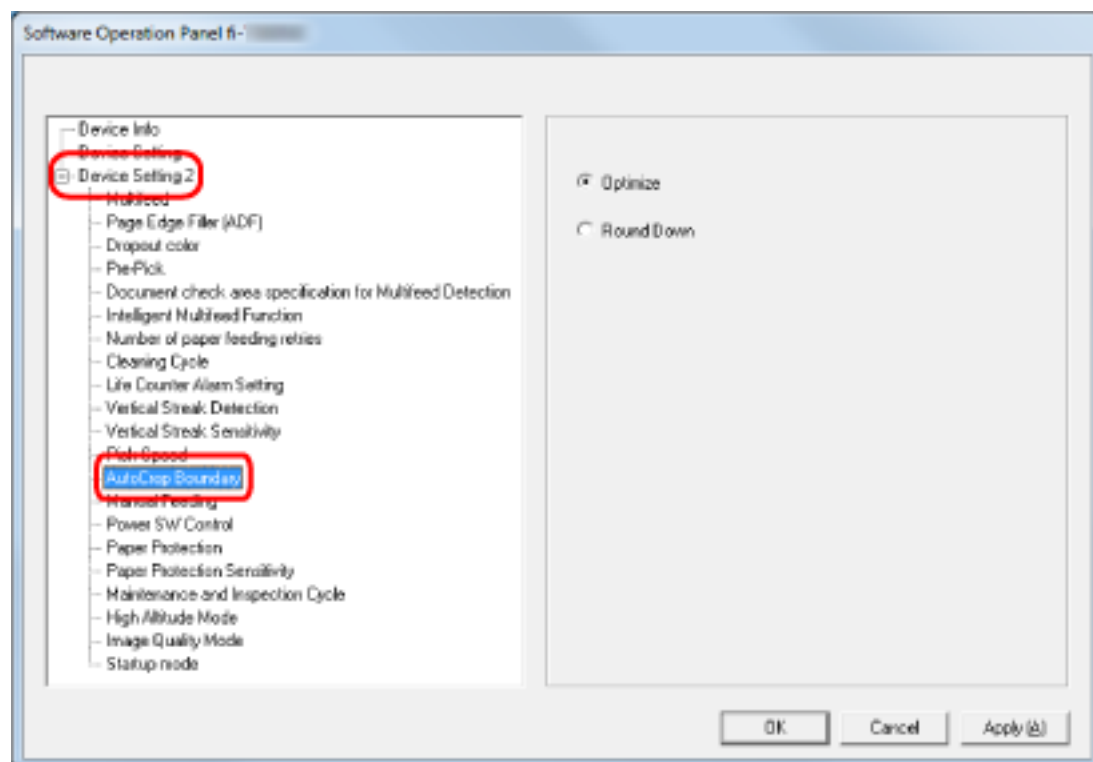 Software Operation Panel fi-
Device Info
Device Setting
Device Setting 2
Multifeed
Page Edge Filler (ADF)
Dropout color
Pre-Pick
Document check area specification for Multifeed Detection
Intelligent Multifeed Function
Number of paper feeding retries
Cleaning Cycle
Life Counter Alarm Setting
Vertical Streak Detection
Vertical Streak Sensitivity
Pick Speed
AutoCrop Boundary
Manual Feeding
Power SW Control
Paper Protection
Paper Protection Sensitivity
Maintenance and Inspection Cycle
High Altitude Mode
Image Quality Mode
Startup mode
Optimize
Round Down
OK Cancel Apply (A)